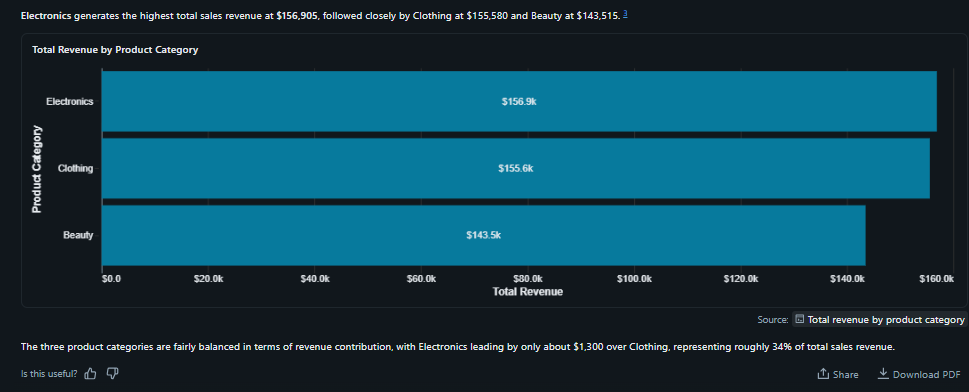 Electronics generates the highest total sales revenue at $156,905, followed closely by Clothing at $155,580 and Beauty at $143,515. 3
Total Revenue by Product Category
Product Category
Electronics
$156.9k
Clothing
$155.6k
Beauty
$143.5k
$0.0 $20.0k $40.0k $60.0k $80.0k $100.0k $120.0k $140.0k $160.0k
Total Revenue
Source: Total revenue by product category
The three product categories are fairly balanced in terms of revenue contribution, with Electronics leading by only about $1,300 over Clothing, representing roughly 34% of total sales revenue.
Is this useful? Share Download PDF